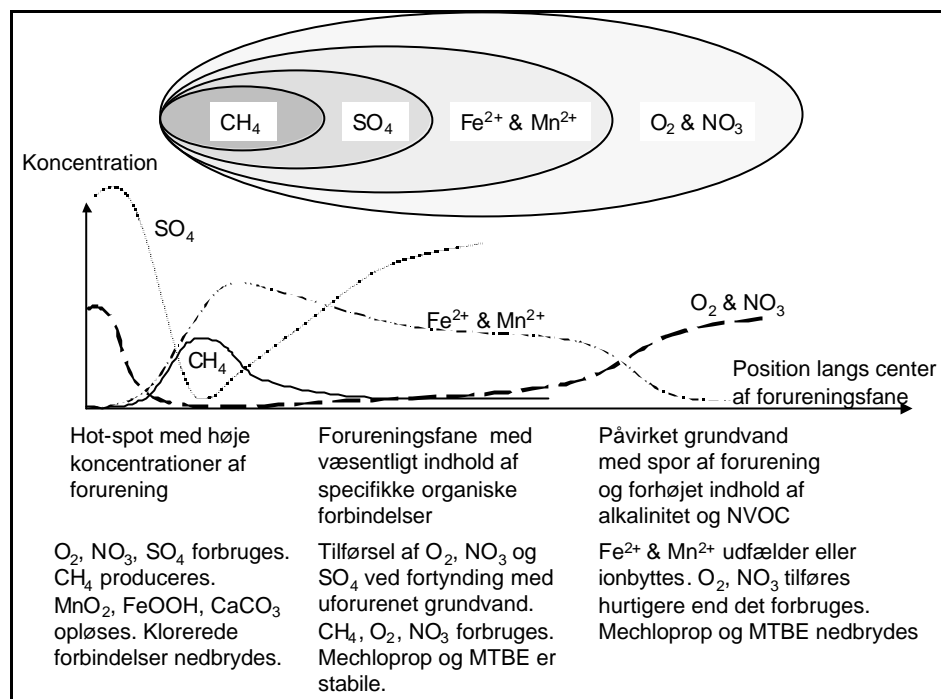 CH₄
SO₄
Fe²⁺ & Mn²⁺
O₂ & NO₃
Koncentration
SO₄
CH₄
Fe²⁺ & Mn²⁺
O₂ & NO₃
Position langs center
af forureningsfane
Hot-spot med høje
koncentrationer af
forurening
Forureningsfane med
væsentligt indhold af
specifikke organiske
forbindelser
Påvirket grundvand
med spor af forurening
og forhøjet indhold af
alkalinitet og NVOC
O₂, NO₃, SO₄ forbruges.
CH₄ produceres.
MnO₂, FeOOH, CaCO₃
opløses. Klorerede
forbindelser nedbrydes.
Tilførsel af O₂, NO₃ og
SO₄ ved fortynding med
uforurenet grundvand.
CH₄, O₂, NO₃ forbruges.
Mechloprop og MTBE er
stabile.
Fe²⁺ & Mn²⁺ udfælder eller
ionbyttes. O₂, NO₃ tilføres
hurtigere end det forbruges.
Mechloprop og MTBE nedbrydes